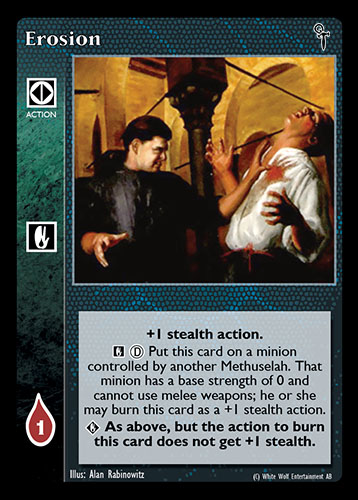 Erosion
ACTION
+1 stealth action.
D Put this card on a minion
controlled by another Methuselah. That
minion has a base strength of 0 and
cannot use melee weapons; he or she
may burn this card as a +1 stealth action.
As above, but the action to burn
this card does not get +1 stealth.
1
Illus: Alan Rabinowitz
(C) White Wolf Entertainment AB